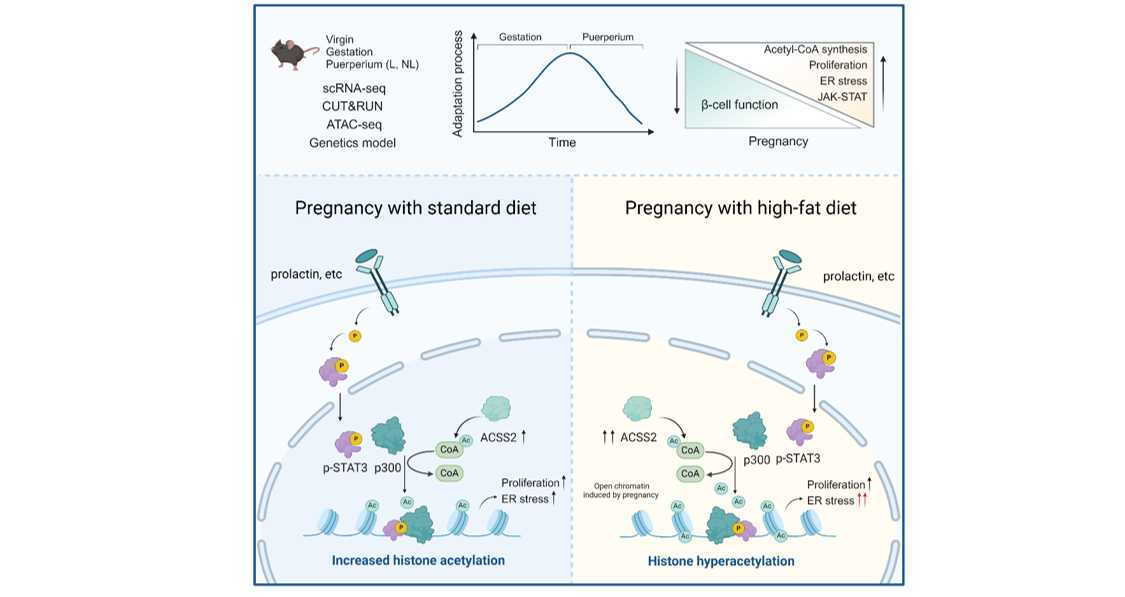 Virgin
Gestation
Puerperium (L, NL)
scRNA-seq
CUT&RUN
ATAC-seq
Genetics model
Adaptation process
Gestation
Puerperium
Time
Acetyl-CoA synthesis
Proliferation
ER stress
JAK-STAT
β-cell function
Pregnancy
Pregnancy with standard diet
prolactin, etc
P
P
P
p-STAT3
p300
ACSS2
Ac
CoA
CoA
Proliferation
ER stress
Ac
Ac
Ac
P
Increased histone acetylation
Pregnancy with high-fat diet
prolactin, etc
P
P
P
ACSS2
Ac
CoA
CoA
p300
p-STAT3
Open chromatin
induced by pregnancy
Proliferation
ER stress
Ac
Ac
Ac
Ac
Ac
Ac
P
Histone hyperacetylation